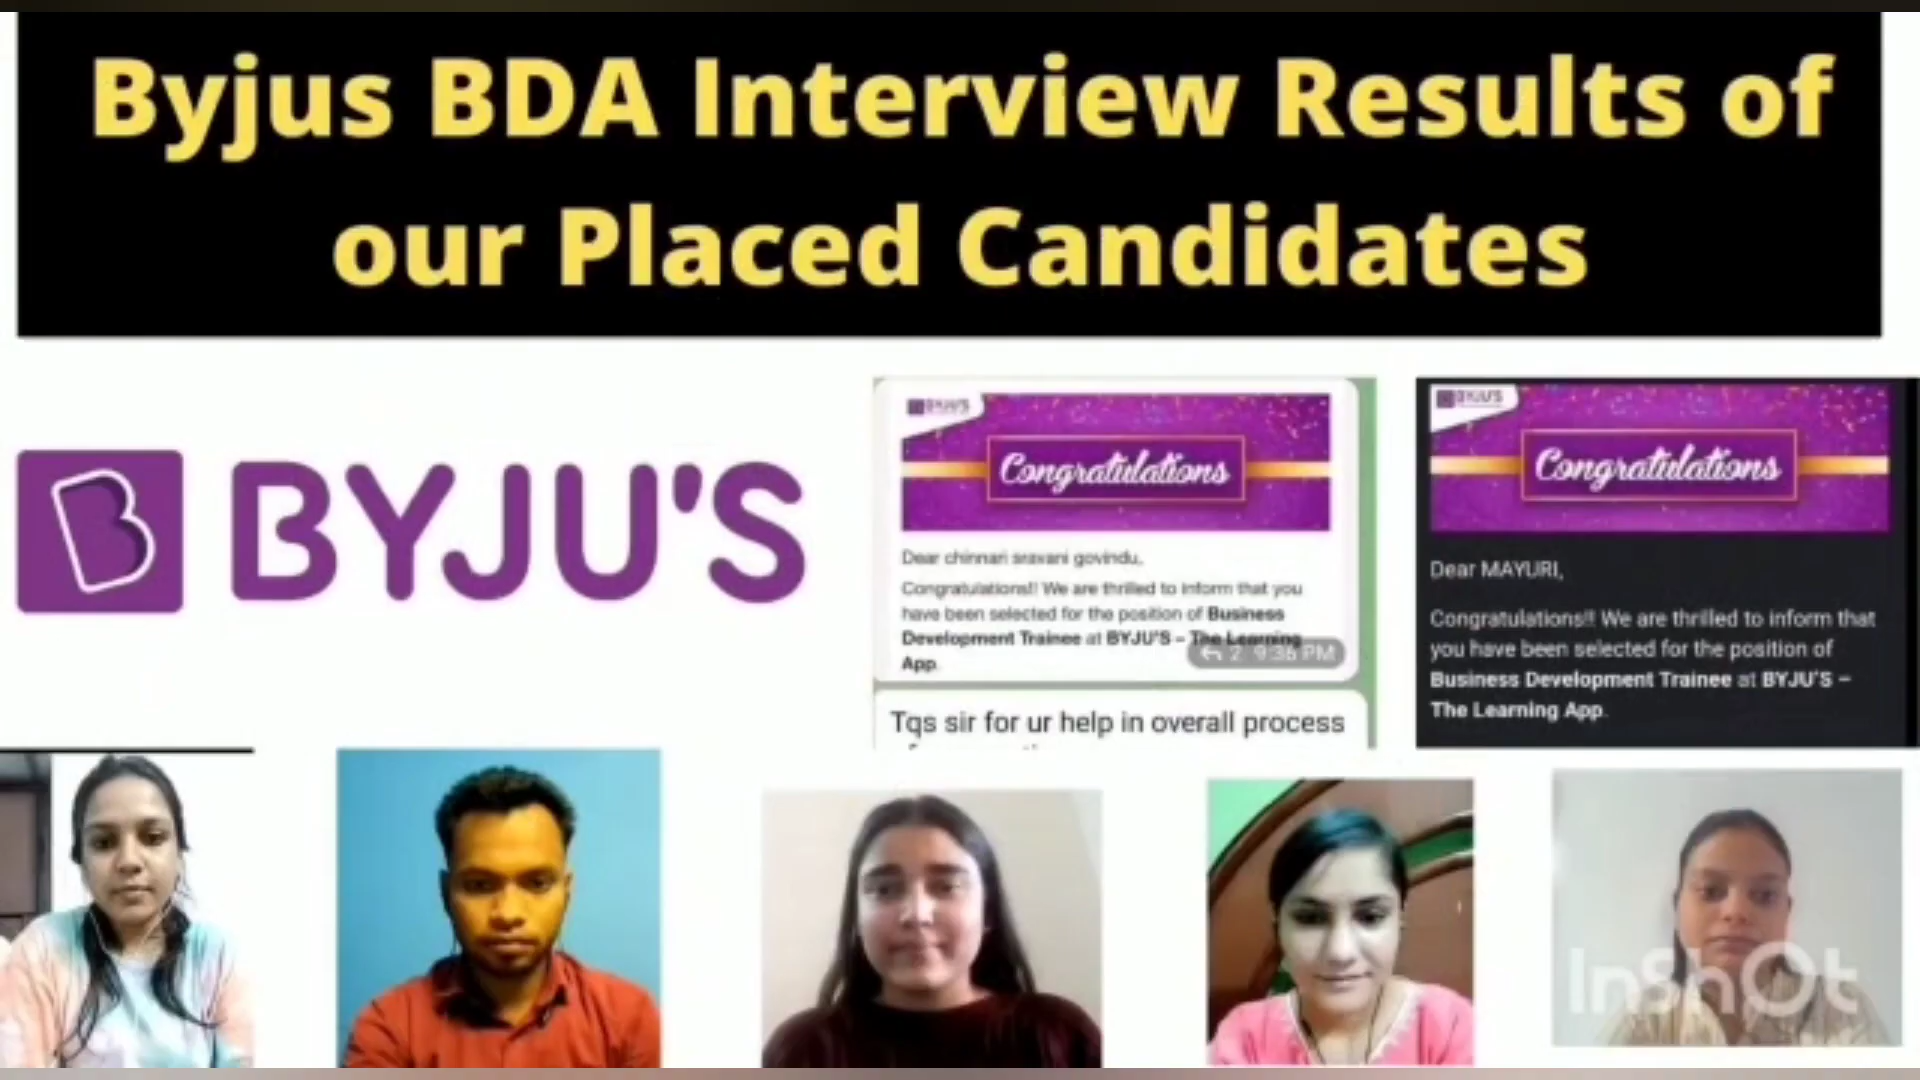 Byjus BDA Interview Results of
our Placed Candidates
BYJU'S
BYJU'S
Congratulations
Dear chinnari sravani govindu,
Congratulations!! We are thrilled to inform that you
have been selected for the position of Business
Development Trainee at BYJU'S – The Learning
App.
2 9:36 PM
Tqs sir for ur help in overall process
BYJU'S
Congratulations
Dear MAYURI,
Congratulations!! We are thrilled to inform that
you have been selected for the position of
Business Development Trainee at BYJU'S –
The Learning App.
InShOt